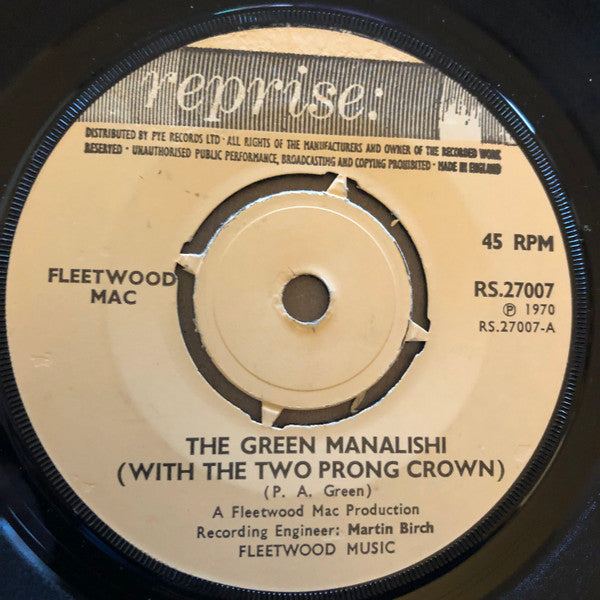 reprise:
DISTRIBUTED BY PYE RECORDS LTD · ALL RIGHTS OF THE MANUFACTURERS AND OWNER OF THE RECORDED WORK
RESERVED · UNAUTHORISED PUBLIC PERFORMANCE, BROADCASTING AND COPYING PROHIBITED · MADE IN ENGLAND
45 RPM
FLEETWOOD
MAC
RS.27007
℗ 1970
RS.27007-A
THE GREEN MANALISHI
(WITH THE TWO PRONG CROWN)
(P. A. Green)
A Fleetwood Mac Production
Recording Engineer: Martin Birch
FLEETWOOD MUSIC